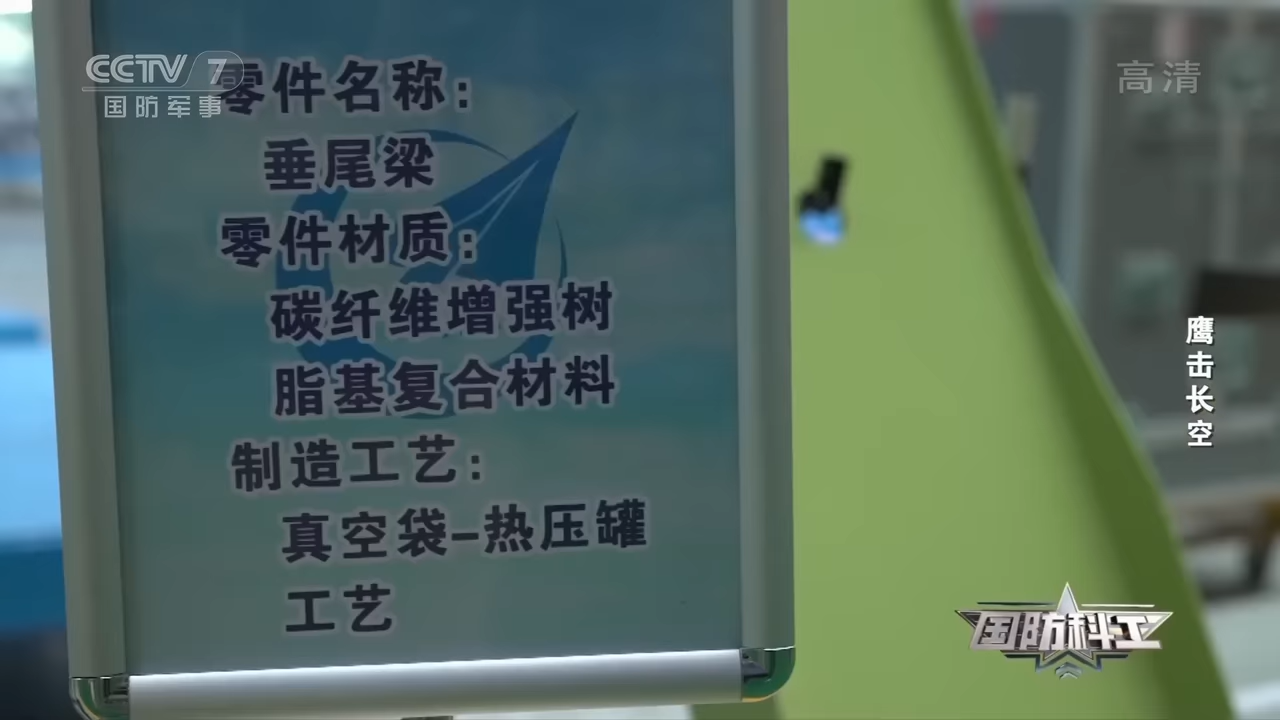 CCTV 7
国防军事
高清
零件名称：
垂尾梁
零件材质：
碳纤维增强树
脂基复合材料
制造工艺：
真空袋-热压罐
工艺
鹰击长空
国防科工